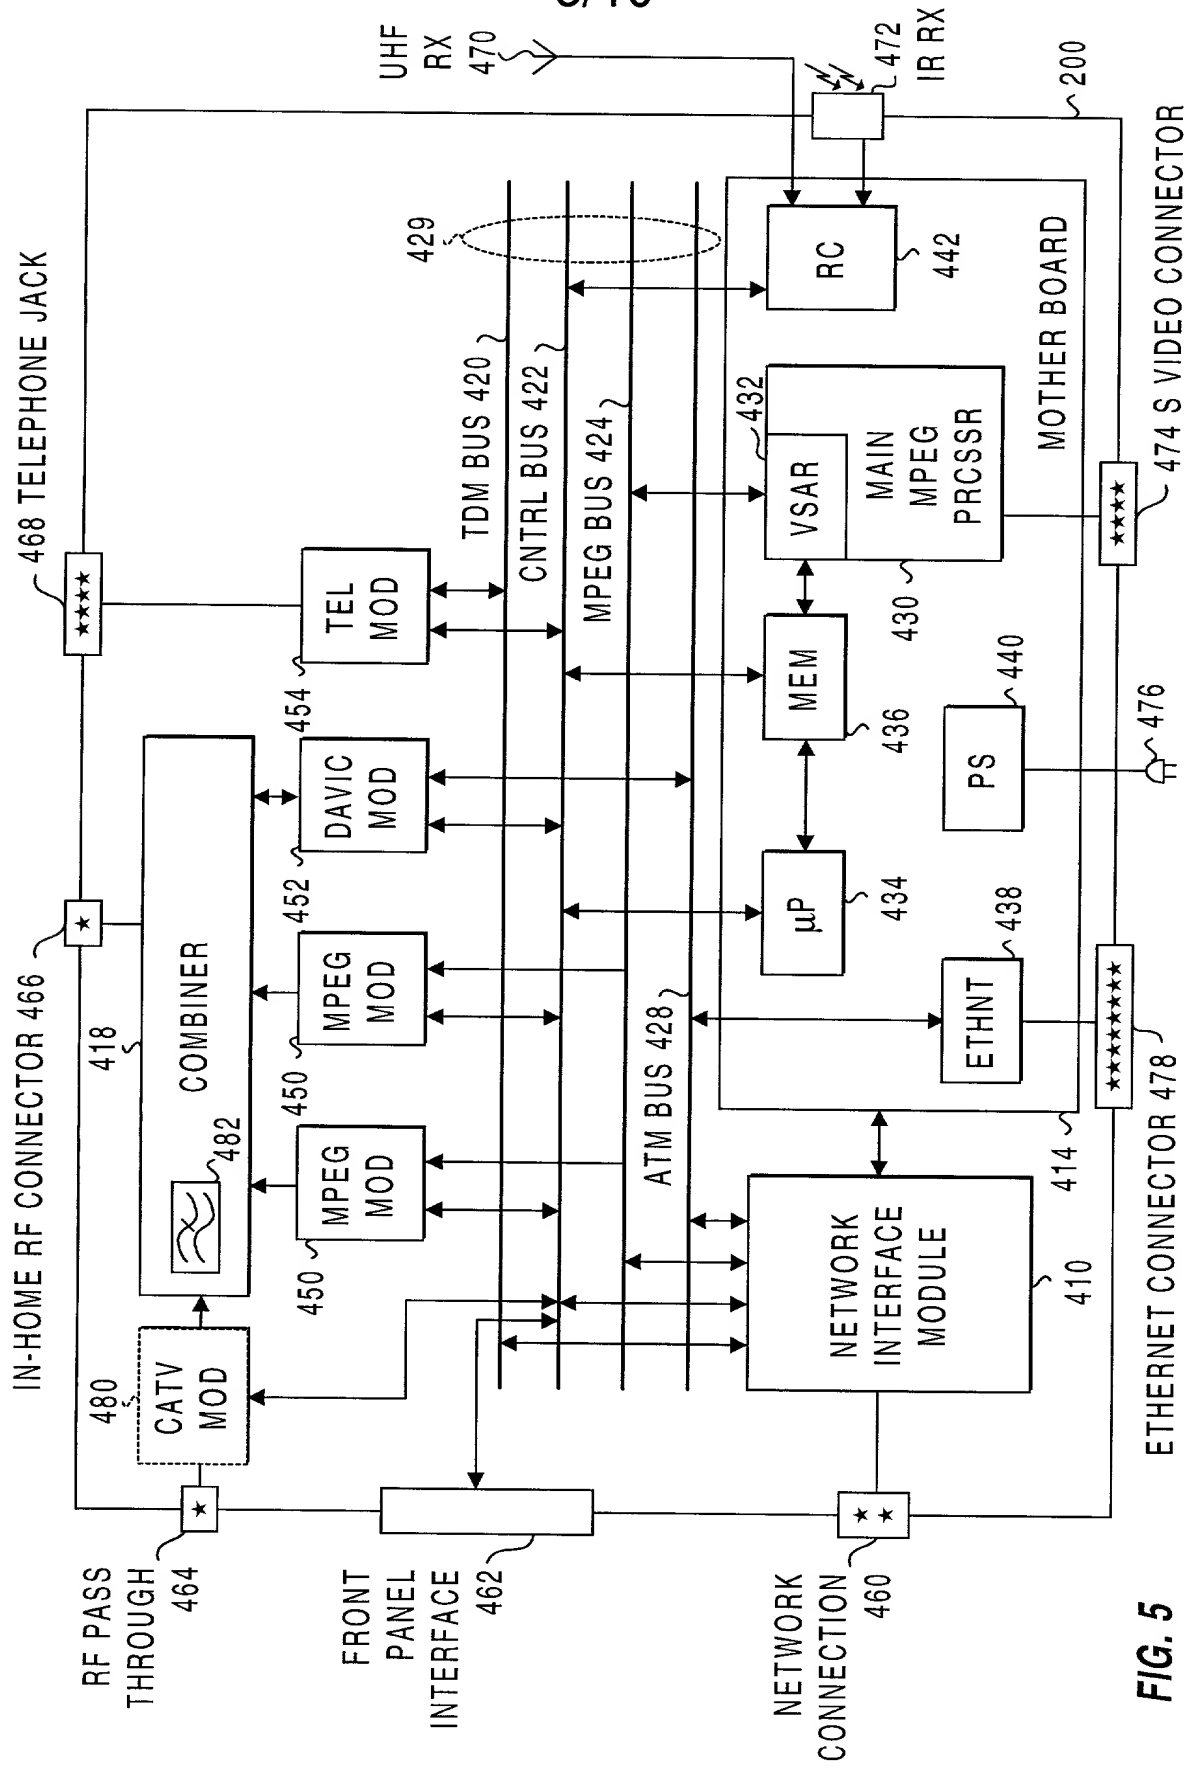 UHF
RX
470
472
IR RX
200
468 TELEPHONE JACK
429
TDM BUS 420
CNTRL BUS 422
MPEG BUS 424
ATM BUS 428
RC
442
474 S VIDEO CONNECTOR
MOTHER BOARD
432
VSAR
MAIN
MPEG
PRCSSR
430
TEL
MOD
454
MEM
436
440
PS
476
IN-HOME RF CONNECTOR 466
418
COMBINER
482
DAVIC
MOD
452
MPEG
MOD
450
MPEG
MOD
450
μP
434
438
ETHNT
ETHERNET CONNECTOR 478
414
NETWORK
INTERFACE
MODULE
410
480
CATV
MOD
RF PASS
THROUGH
464
FRONT
PANEL
INTERFACE
462
NETWORK
CONNECTION
460
FIG. 5